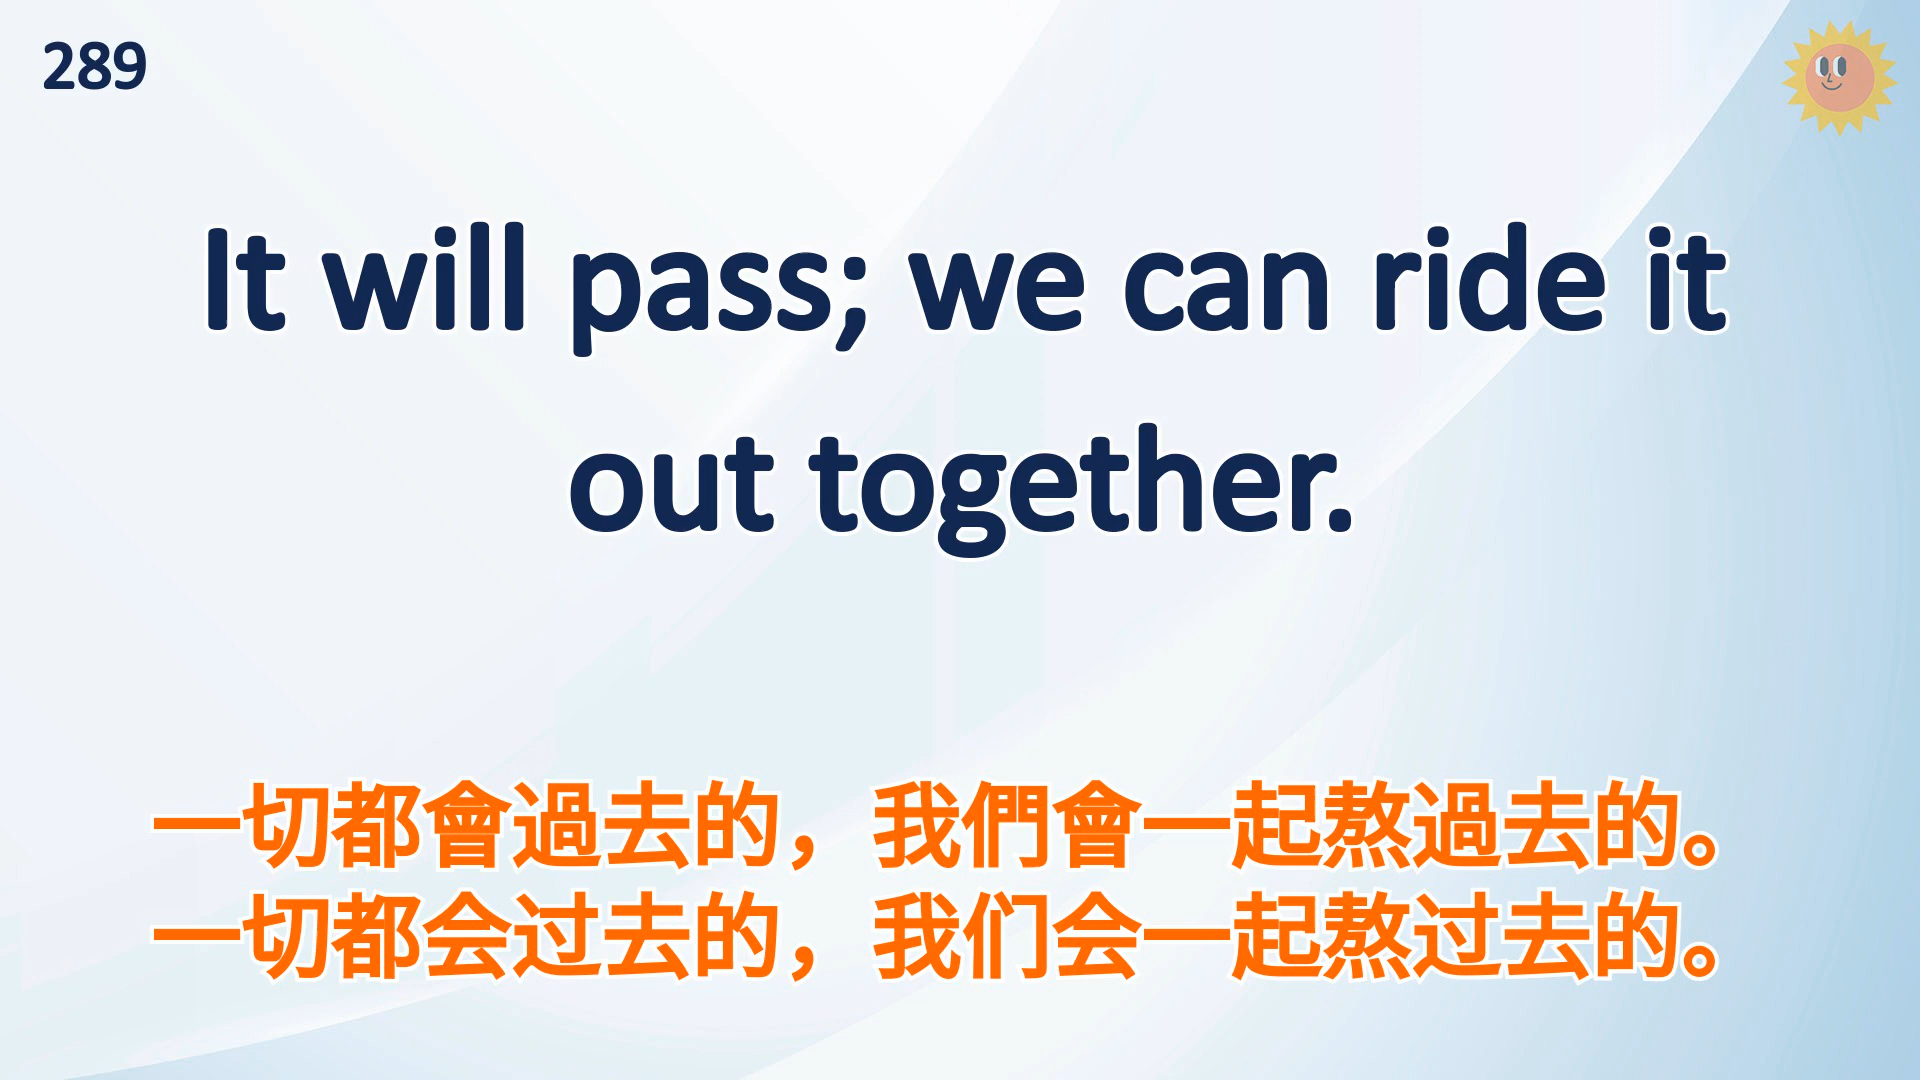 289
It will pass; we can ride it
out together.
一切都會過去的，我們會一起熬過去的。
一切都会过去的，我们会一起熬过去的。